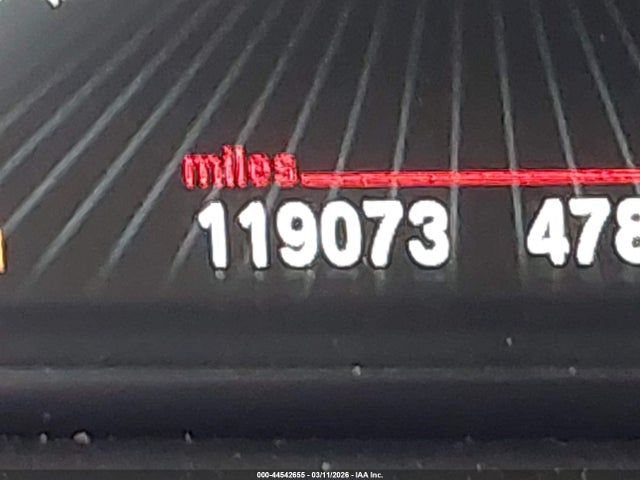 miles
119073 478
000-44542655 - 03/11/2026 - IAA Inc.